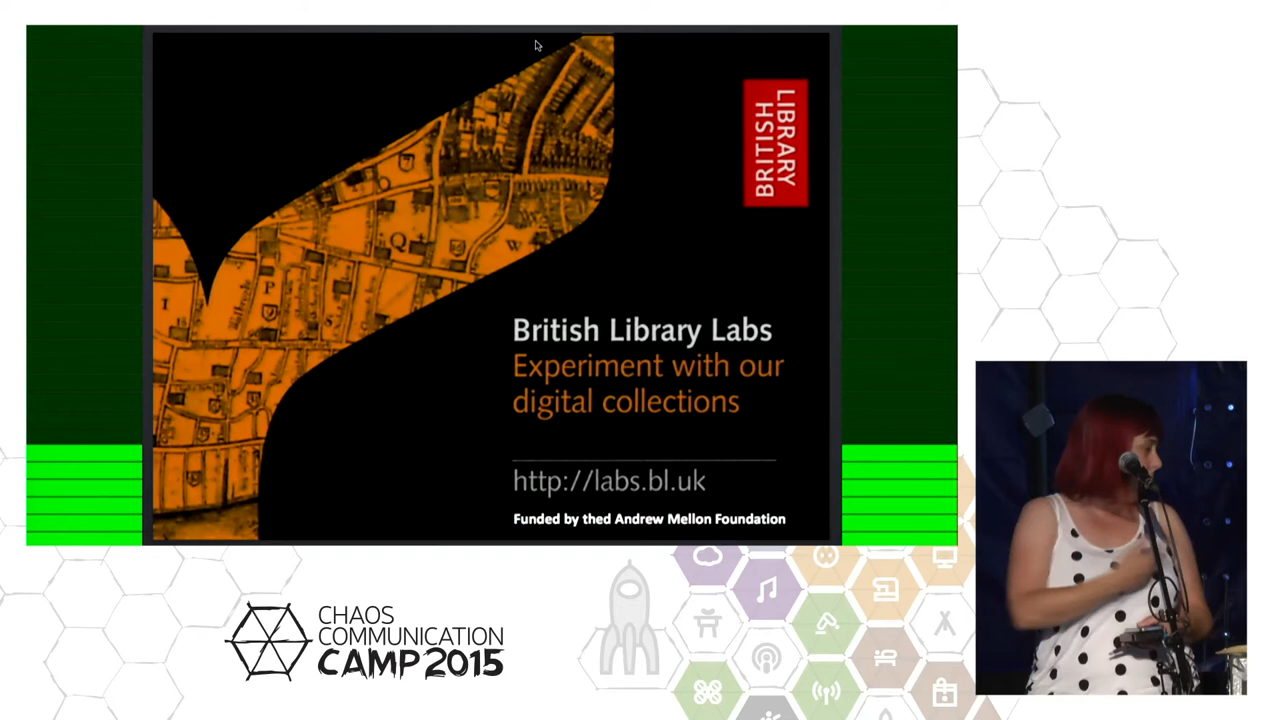 LIBRARY
BRITISH
I
P
Q
W
British Library Labs
Experiment with our
digital collections
http://labs.bl.uk
Funded by thed Andrew Mellon Foundation
CHAOS
COMMUNICATION
CAMP 2015